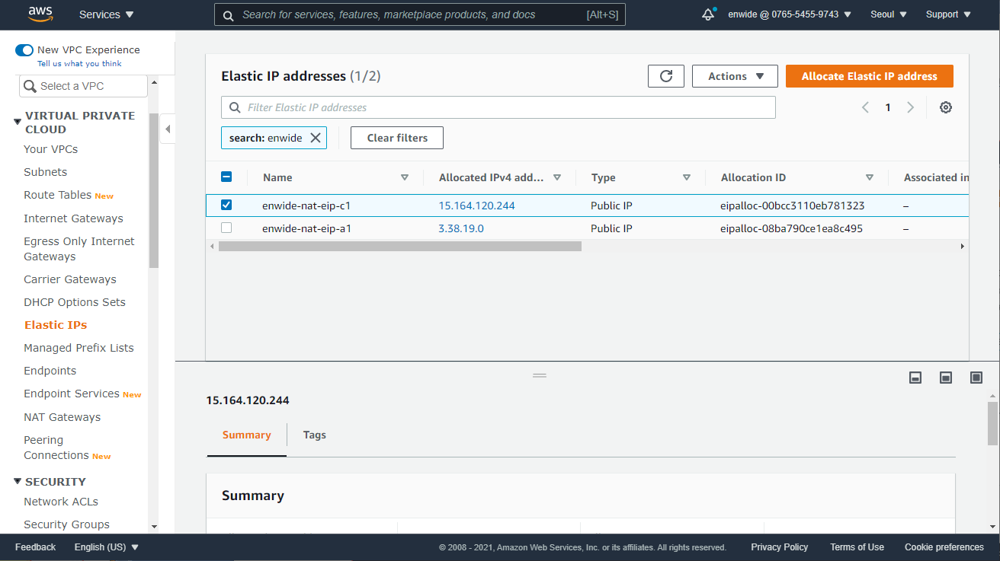 aws
Services
Search for services, features, marketplace products, and docs
[Alt+S]
enwide @ 0765-5455-9743
Seoul
Support
New VPC Experience
Tell us what you think
Select a VPC
VIRTUAL PRIVATE
CLOUD
Your VPCs
Subnets
Route Tables New
Internet Gateways
Egress Only Internet
Gateways
Carrier Gateways
DHCP Options Sets
Elastic IPs
Managed Prefix Lists
Endpoints
Endpoint Services New
NAT Gateways
Peering
Connections New
SECURITY
Network ACLs
Security Groups
Elastic IP addresses (1/2)
Actions
Allocate Elastic IP address
Filter Elastic IP addresses
1
search: enwide
Clear filters
Name Allocated IPv4 add... Type Allocation ID Associated in
enwide-nat-eip-c1 15.164.120.244 Public IP eipalloc-00bcc3110eb781323 –
enwide-nat-eip-a1 3.38.19.0 Public IP eipalloc-08ba790ce1ea8c495 –
15.164.120.244
Summary
Tags
Summary
Feedback
English (US)
© 2008 - 2021, Amazon Web Services, Inc. or its affiliates. All rights reserved.
Privacy Policy
Terms of Use
Cookie preferences